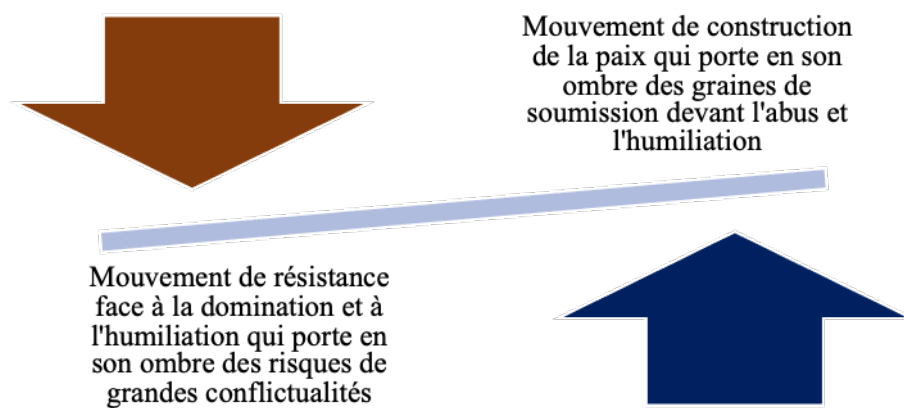 Mouvement de construction
de la paix qui porte en son
ombre des graines de
soumission devant l'abus et
l'humiliation
Mouvement de résistance
face à la domination et à
l'humiliation qui porte en
son ombre des risques de
grandes conflictualités